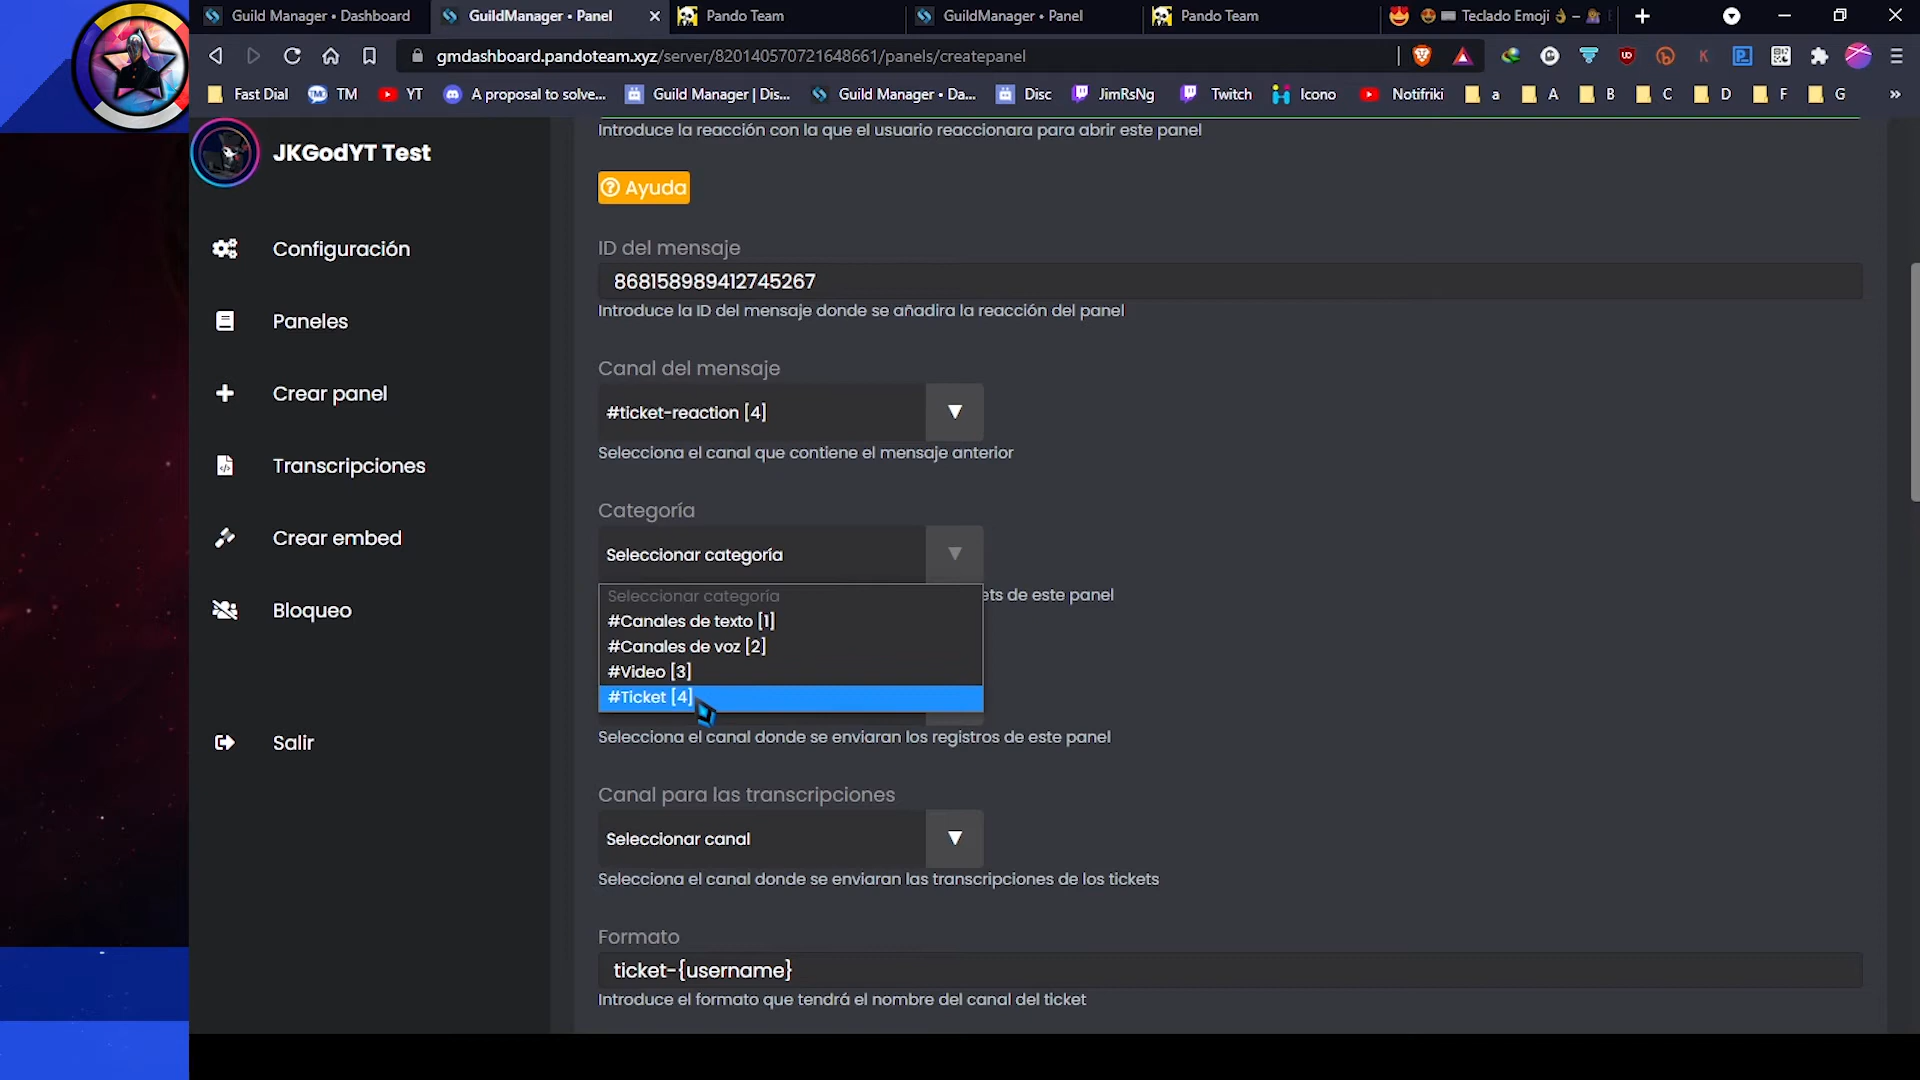 Guild Manager • Dashboard
GuildManager • Panel
Pando Team
GuildManager • Panel
Pando Team
Teclado Emoji
gmdashboard.pandoteam.xyz/server/820140570721648661/panels/createpanel
Fast Dial
TM
YT
A proposal to solve...
Guild Manager | Dis...
Guild Manager • Da...
Disc
JimRsNg
Twitch
Icono
Notifriki
a
A
B
C
D
F
G
»
JKGodYT Test
Configuración
Paneles
Crear panel
Transcripciones
Crear embed
Bloqueo
Salir
Introduce la reacción con la que el usuario reaccionara para abrir este panel
Ayuda
ID del mensaje
868158989412745267
Introduce la ID del mensaje donde se añadira la reacción del panel
Canal del mensaje
#ticket-reaction [4]
Selecciona el canal que contiene el mensaje anterior
Categoría
Seleccionar categoría
Seleccionar categoría
ets de este panel
#Canales de texto [1]
#Canales de voz [2]
#Video [3]
#Ticket [4]
Selecciona el canal donde se enviaran los registros de este panel
Canal para las transcripciones
Seleccionar canal
Selecciona el canal donde se enviaran las transcripciones de los tickets
Formato
ticket-{username}
Introduce el formato que tendrá el nombre del canal del ticket